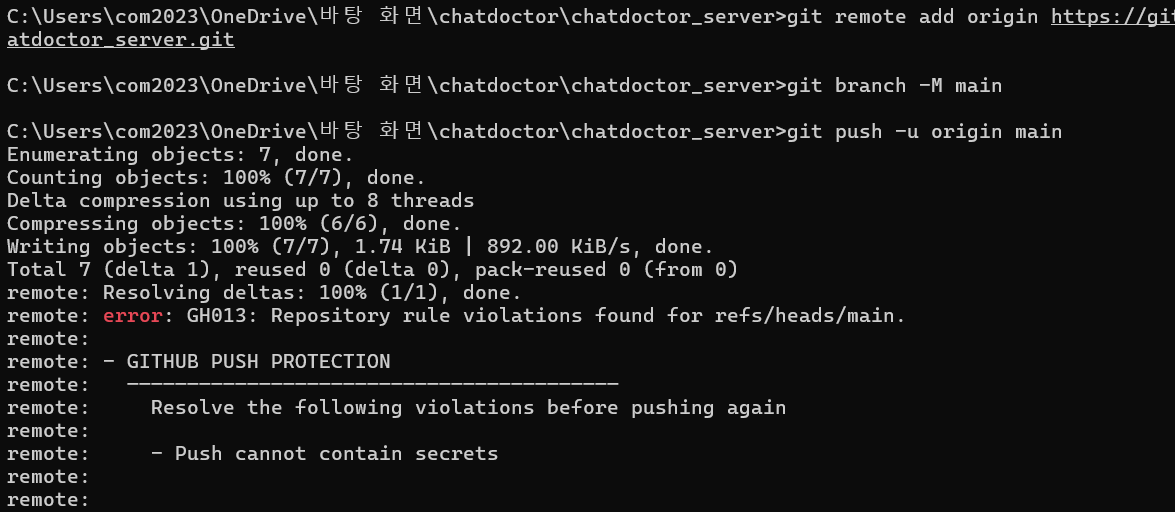 C:\Users\com2023\OneDrive\바탕 화면\chatdoctor\chatdoctor_server>git remote add origin https://git
atdoctor_server.git
C:\Users\com2023\OneDrive\바탕 화면\chatdoctor\chatdoctor_server>git branch -M main
C:\Users\com2023\OneDrive\바탕 화면\chatdoctor\chatdoctor_server>git push -u origin main
Enumerating objects: 7, done.
Counting objects: 100% (7/7), done.
Delta compression using up to 8 threads
Compressing objects: 100% (6/6), done.
Writing objects: 100% (7/7), 1.74 KiB | 892.00 KiB/s, done.
Total 7 (delta 1), reused 0 (delta 0), pack-reused 0 (from 0)
remote: Resolving deltas: 100% (1/1), done.
remote: error: GH013: Repository rule violations found for refs/heads/main.
remote:
remote: - GITHUB PUSH PROTECTION
remote:   —————————————————————————————————————————
remote:     Resolve the following violations before pushing again
remote:
remote:     - Push cannot contain secrets
remote:
remote: